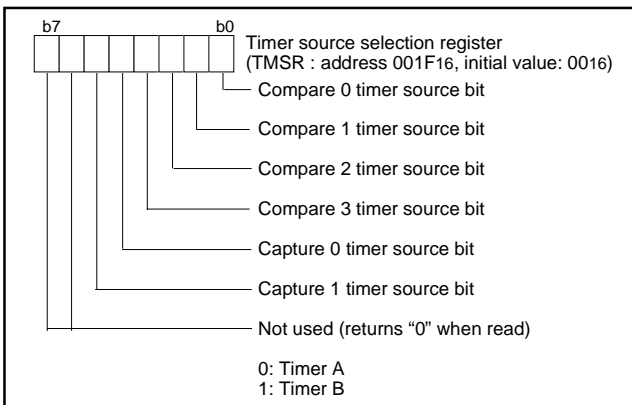 b7 b0
Timer source selection register
(TMSR : address 001F16, initial value: 0016)
Compare 0 timer source bit
Compare 1 timer source bit
Compare 2 timer source bit
Compare 3 timer source bit
Capture 0 timer source bit
Capture 1 timer source bit
Not used (returns “0” when read)
0: Timer A
1: Timer B